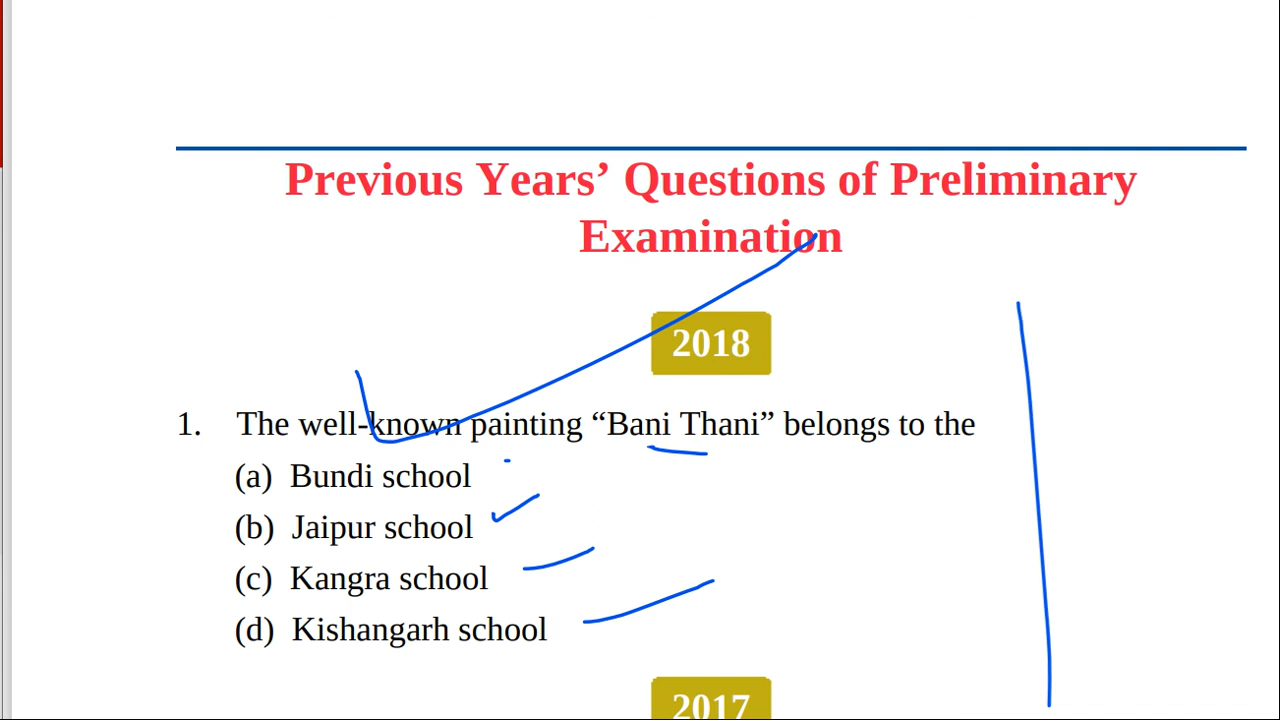 Previous Years’ Questions of Preliminary
Examination
2018
1. The well-known painting “Bani Thani” belongs to the
(a) Bundi school
(b) Jaipur school
(c) Kangra school
(d) Kishangarh school
2017